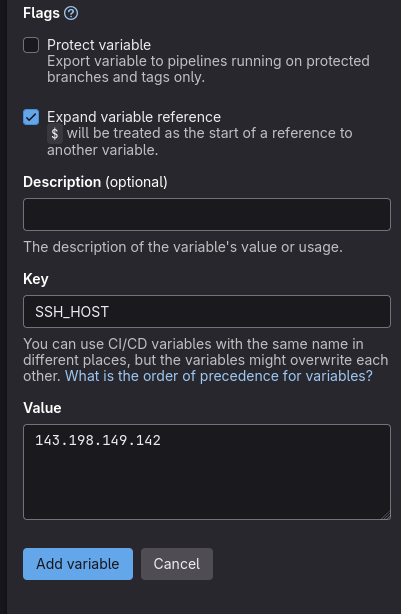 Flags
Protect variable
Export variable to pipelines running on protected
branches and tags only.
Expand variable reference
$ will be treated as the start of a reference to
another variable.
Description (optional)
The description of the variable's value or usage.
Key
SSH_HOST
You can use CI/CD variables with the same name in
different places, but the variables might overwrite each
other. What is the order of precedence for variables?
Value
143.198.149.142
Add variable
Cancel